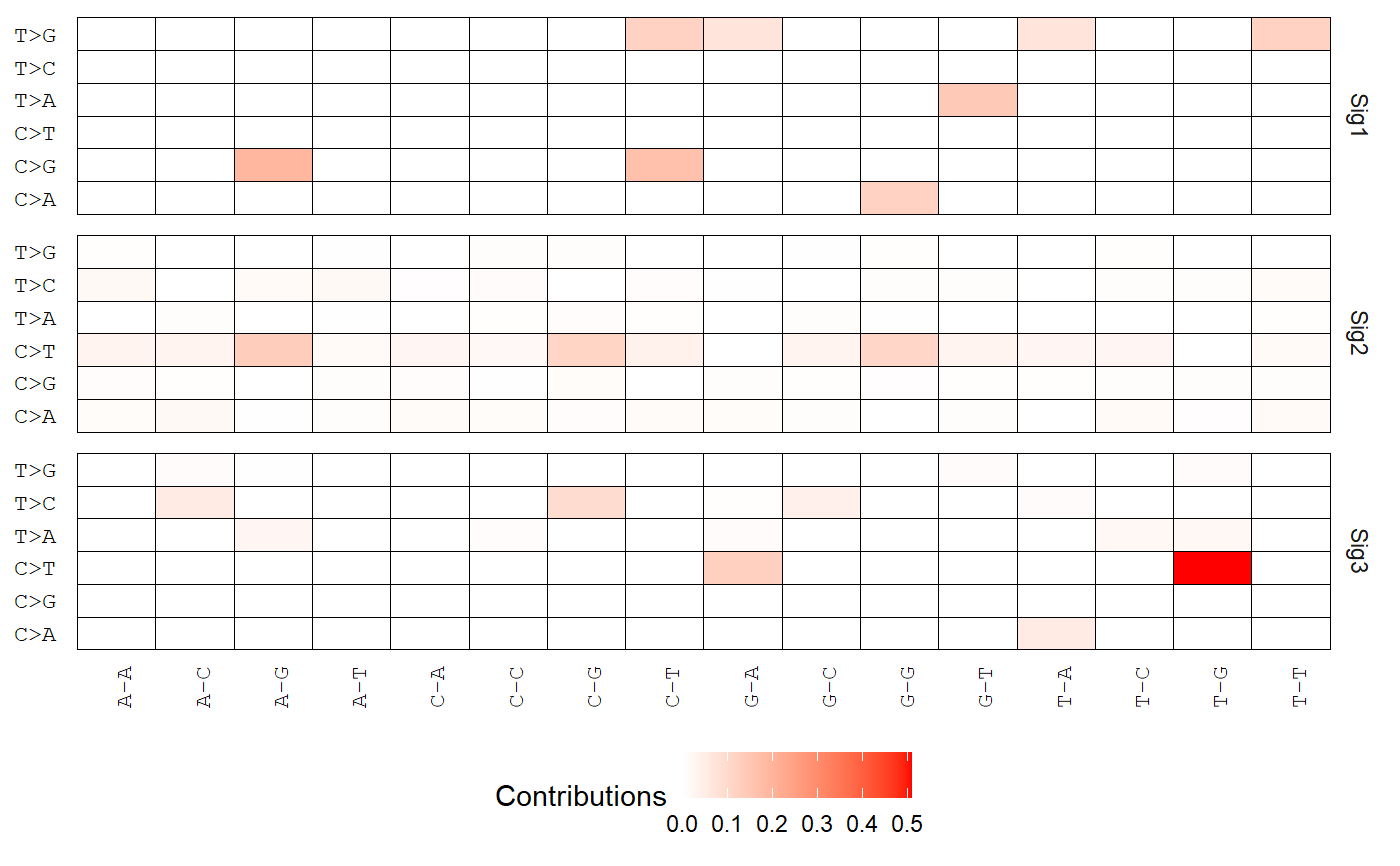 T>G
T>C
T>A
C>T
C>G
C>A
Sig1
T>G
T>C
T>A
C>T
C>G
C>A
Sig2
T>G
T>C
T>A
C>T
C>G
C>A
Sig3
A-A
A-C
A-G
A-T
C-A
C-C
C-G
C-T
G-A
G-C
G-G
G-T
T-A
T-C
T-G
T-T
Contributions
0.0 0.1 0.2 0.3 0.4 0.5